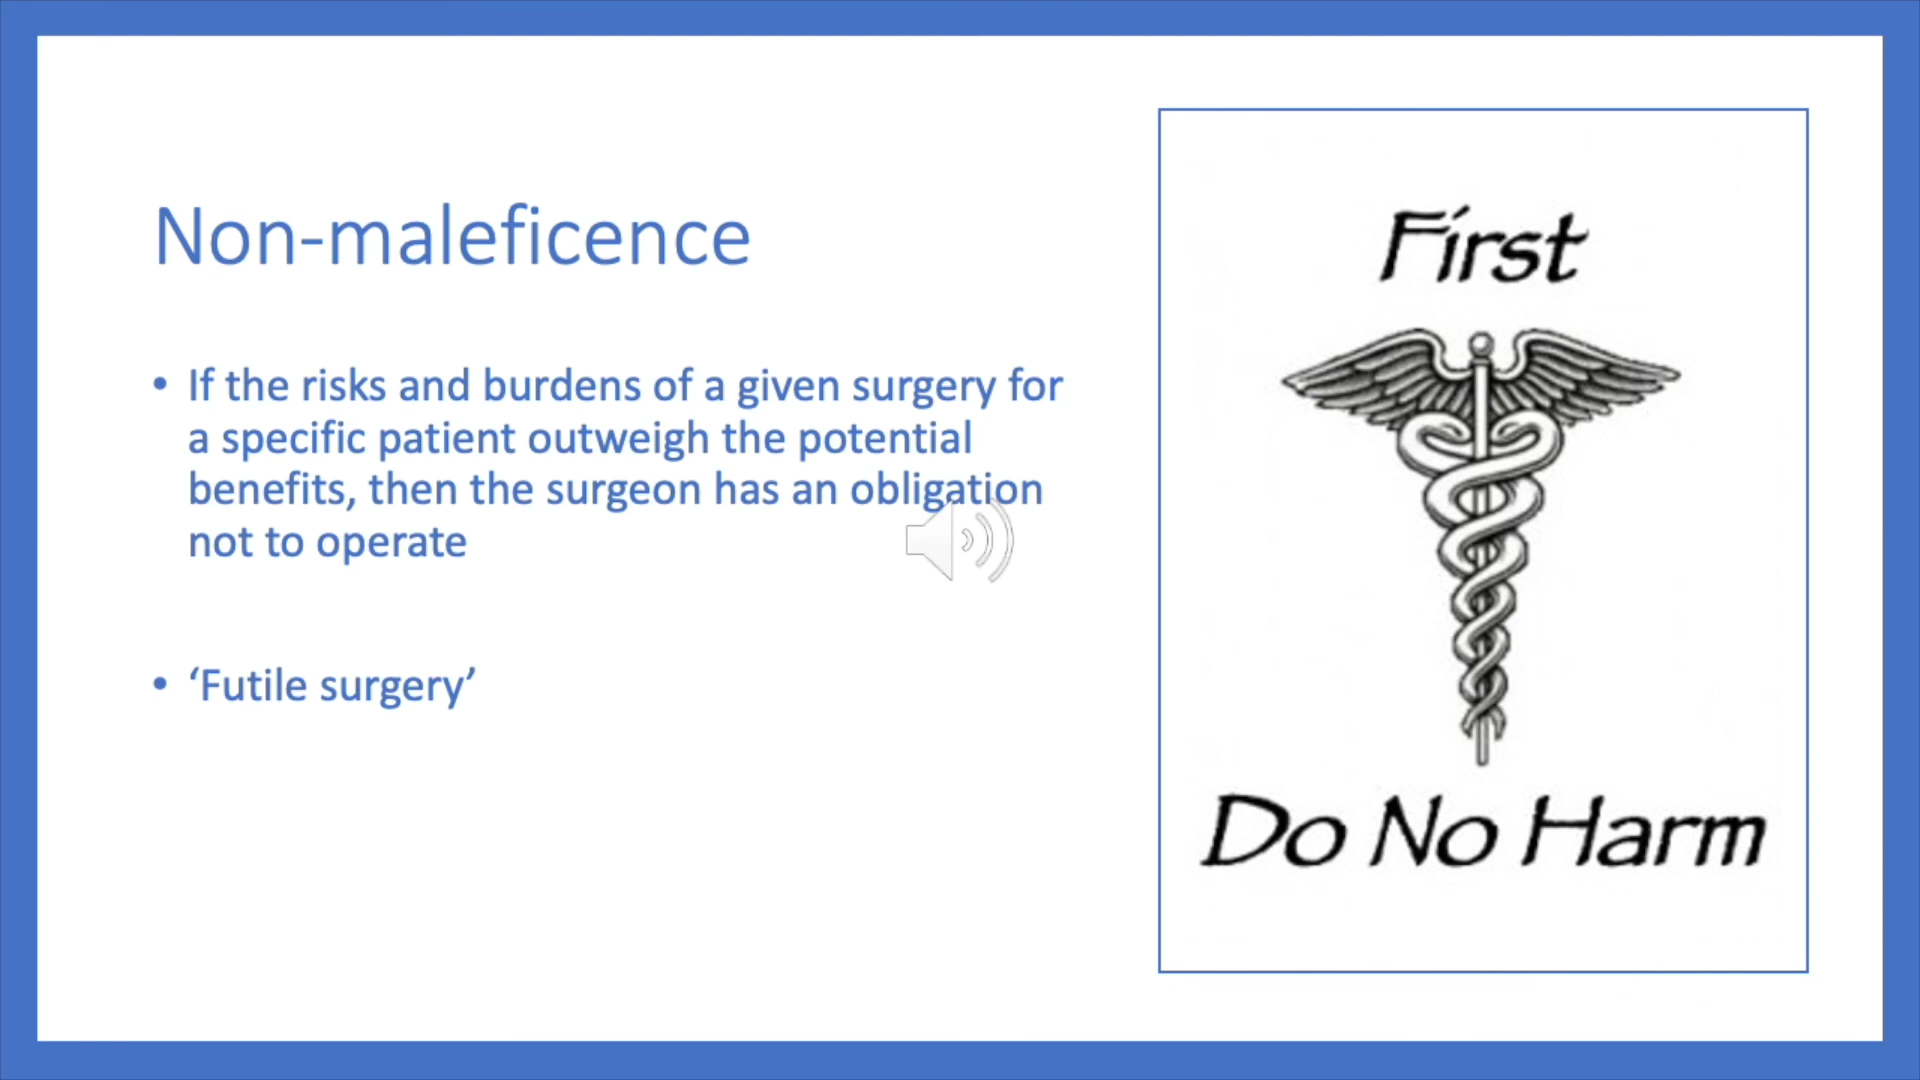 Non-maleficence
• If the risks and burdens of a given surgery for
a specific patient outweigh the potential
benefits, then the surgeon has an obligation
not to operate
• ‘Futile surgery’
First
Do No Harm